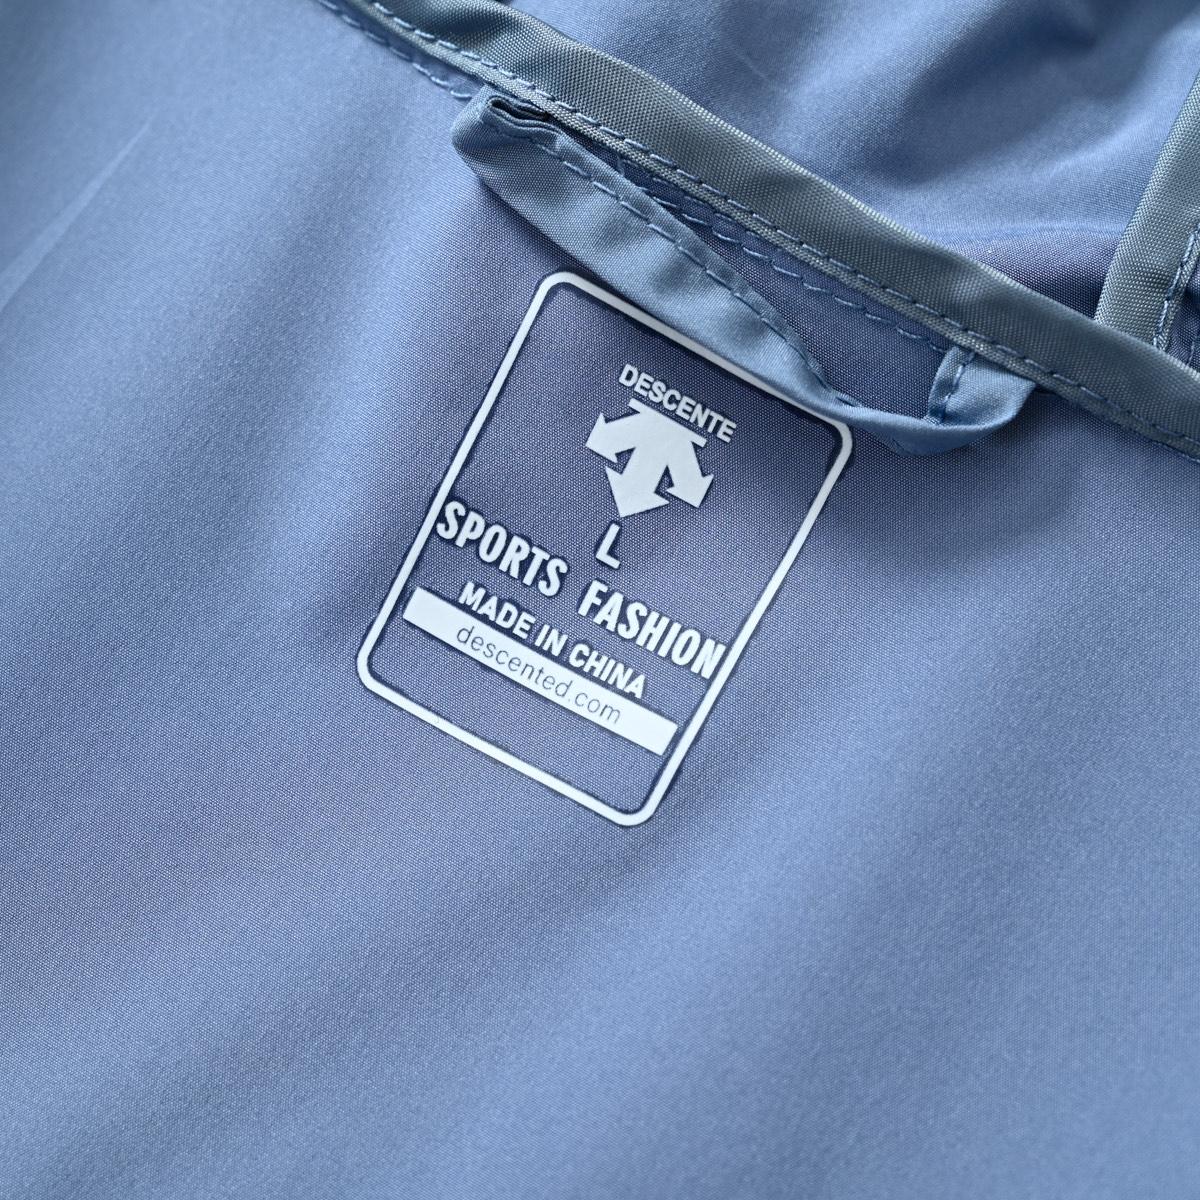 DESCENTE
L
SPORTS FASHION
MADE IN CHINA
descented.com